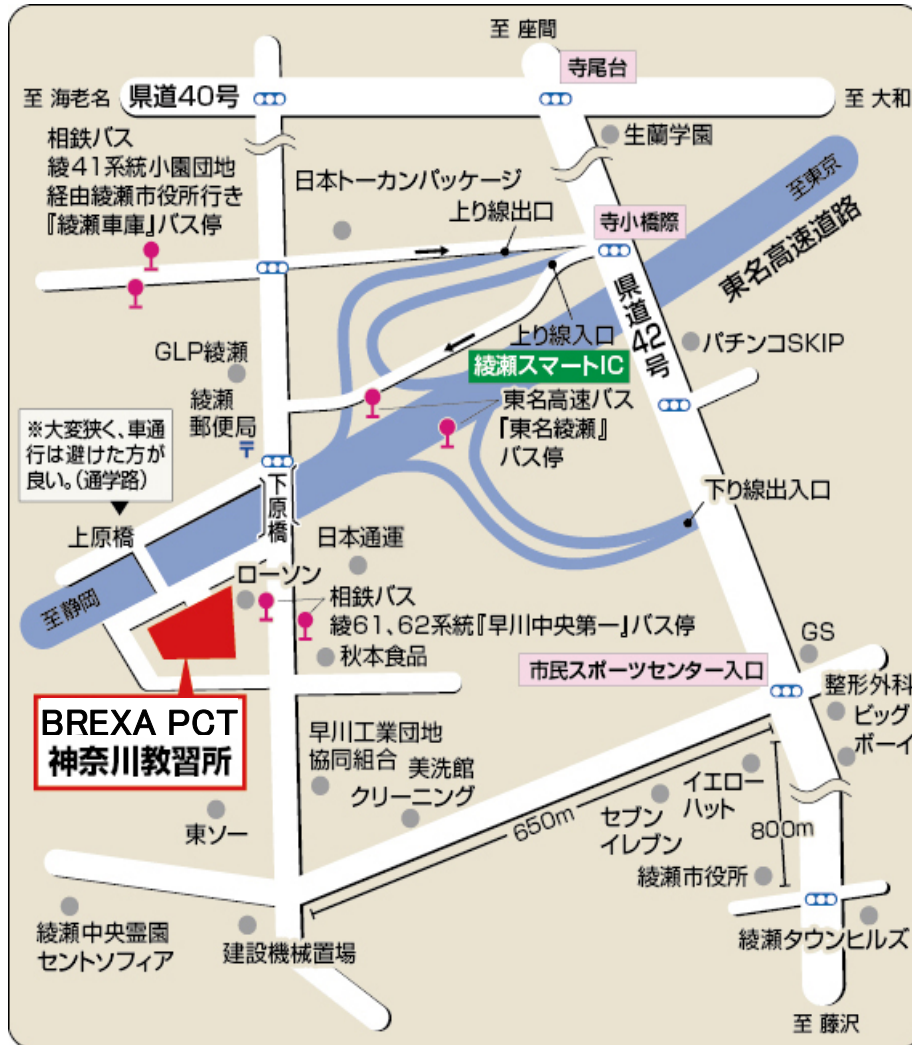 至 座間
寺尾台
至 海老名
県道40号
至 大和
相鉄バス
綾41系統小園団地
経由綾瀬市役所行き
『綾瀬車庫』バス停
生蘭学園
日本トーカンパッケージ
至東京
上り線出口
寺小橋際
東名高速道路
県道42号
上り線入口
パチンコSKIP
GLP綾瀬
綾瀬スマートIC
綾瀬
郵便局
〒
東名高速バス
『東名綾瀬』
バス停
※大変狭く、車通
行は避けた方が
良い。(通学路)
下原橋
下り線出入口
上原橋
日本通運
至静岡
ローソン
相鉄バス
綾61、62系統『早川中央第一』バス停
GS
秋本食品
市民スポーツセンター入口
整形外科
BREXA PCT
神奈川教習所
ビッグ
ボーイ
早川工業団地
協同組合
美洗館
クリーニング
イエロー
ハット
セブン
イレブン
650m
800m
東ソー
綾瀬市役所
綾瀬中央霊園
セントソフィア
建設機械置場
綾瀬タウンヒルズ
至 藤沢